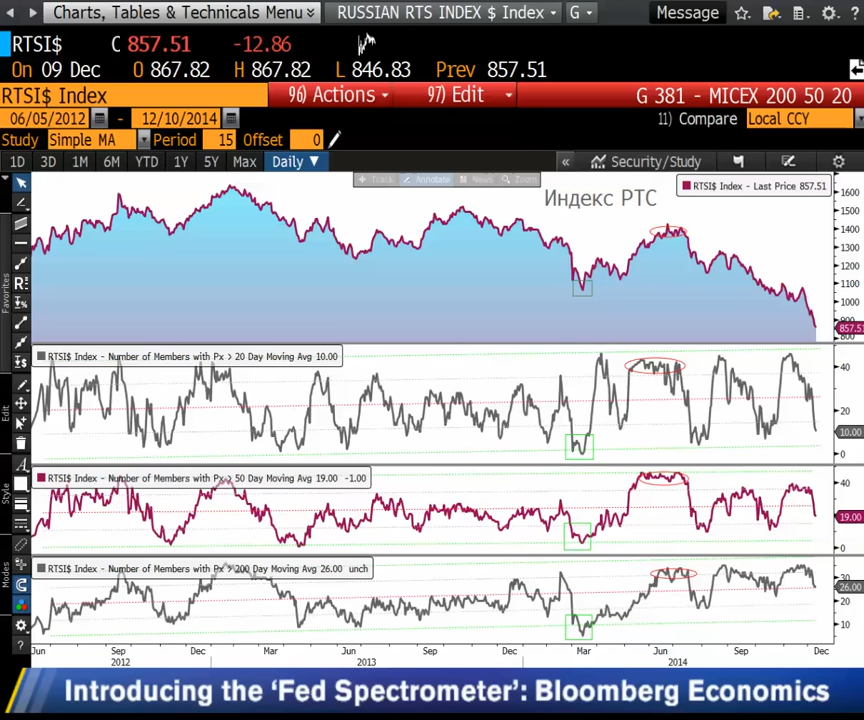 Charts, Tables & Technicals Menu RUSSIAN RTS INDEX $ Index G Message
RTSI$ C 857.51 -12.86
On 09 Dec O 867.82 H 867.82 L 846.83 Prev 857.51
RTSI$ Index 96) Actions 97) Edit G 381 - MICEX 200 50 20
06/05/2012 - 12/10/2014 11) Compare Local CCY
Study Simple MA Period 15 Offset 0
1D 3D 1M 6M YTD 1Y 5Y Max Daily ▼ « Security/Study
Track Annotate News Zoom
RTSI$ Index - Last Price 857.51
Индекс РТС
1600
1500
1400
1300
1200
1100
1000
900
857.51
800
RTSI$ Index - Number of Members with Px > 20 Day Moving Avg 10.00
40
20
10.00
0
RTSI$ Index - Number of Members with Px > 50 Day Moving Avg 19.00 -1.00
40
19.00
0
RTSI$ Index - Number of Members with Px > 200 Day Moving Avg 26.00 unch
30
26.00
10
Favorites
Edit
Style
Modes
Jun Sep Dec Mar Jun Sep Dec Mar Jun Sep Dec
2012 2013 2014
Introducing the ‘Fed Spectrometer’: Bloomberg Economics